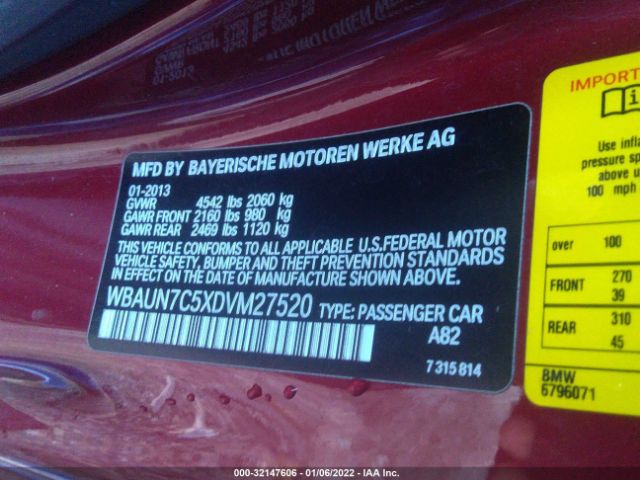 MFD BY BAYERISCHE MOTOREN WERKE AG
01-2013
GVWR 4542 lbs 2060 kg
GAWR FRONT 2160 lbs 980 kg
GAWR REAR 2469 lbs 1120 kg
THIS VEHICLE CONFORMS TO ALL APPLICABLE U.S.FEDERAL MOTOR
VEHICLE SAFETY, BUMPER AND THEFT PREVENTION STANDARDS
IN EFFECT ON THE DATE OF MANUFACTURE SHOWN ABOVE.
WBAUN7C5XDVM27520 TYPE: PASSENGER CAR
A82
7315814
IMPORT
i
Use infla
pressure sp
above u
100 mph
over 100
FRONT 270
39
REAR 310
45
BMW
6796071
000-32147606 - 01/06/2022 - IAA Inc.